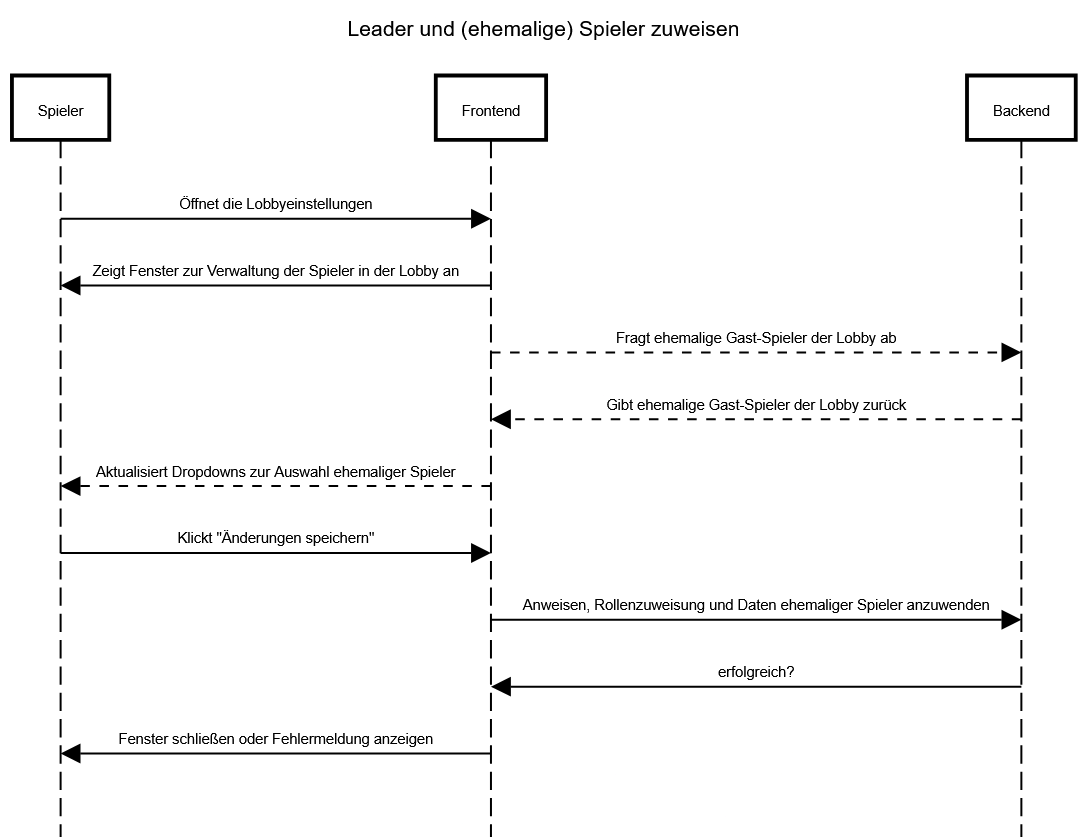 Leader und (ehemalige) Spieler zuweisen
Spieler
Frontend
Backend
Öffnet die Lobbyeinstellungen
Zeigt Fenster zur Verwaltung der Spieler in der Lobby an
Fragt ehemalige Gast-Spieler der Lobby ab
Gibt ehemalige Gast-Spieler der Lobby zurück
Aktualisiert Dropdowns zur Auswahl ehemaliger Spieler
Klickt "Änderungen speichern"
Anweisen, Rollenzuweisung und Daten ehemaliger Spieler anzuwenden
erfolgreich?
Fenster schließen oder Fehlermeldung anzeigen